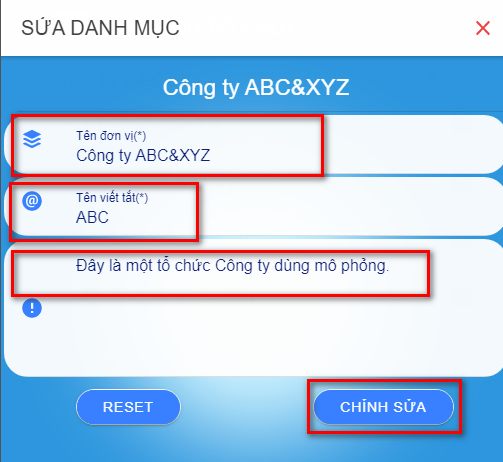 SỬA DANH MỤC
Công ty ABC&XYZ
Tên đơn vị(*)
Công ty ABC&XYZ
Tên viết tắt(*)
ABC
Đây là một tổ chức Công ty dùng mô phỏng.
RESET
CHỈNH SỬA